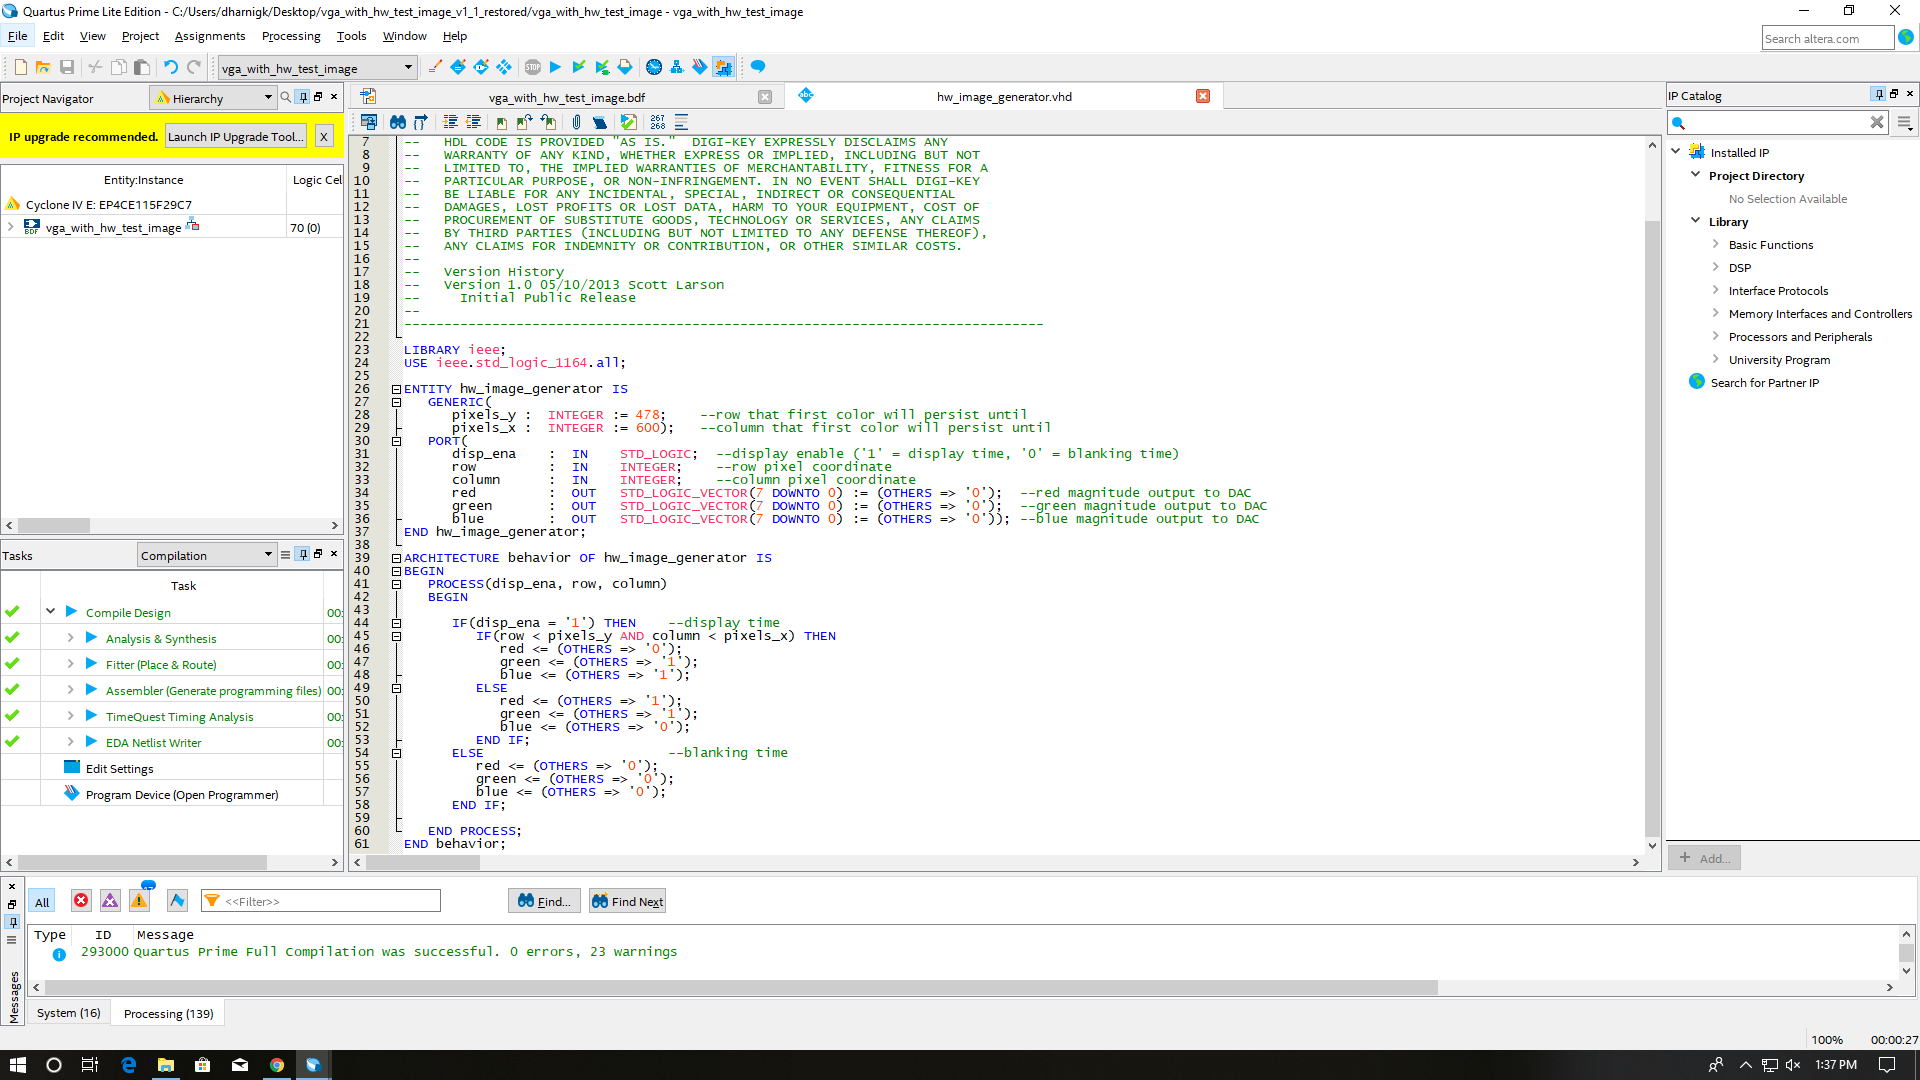 Quartus Prime Lite Edition - C:/Users/dharnigk/Desktop/vga_with_hw_test_image_v1_1_restored/vga_with_hw_test_image - vga_with_hw_test_image
File Edit View Project Assignments Processing Tools Window Help
Search altera.com
vga_with_hw_test_image
STOP
Project Navigator
Hierarchy
vga_with_hw_test_image.bdf
abc
hw_image_generator.vhd
IP Catalog
267
268
IP upgrade recommended. Launch IP Upgrade Tool... X
Entity:Instance Logic Cell
Cyclone IV E: EP4CE115F29C7
BDF vga_with_hw_test_image 70 (0)
7 -- HDL CODE IS PROVIDED "AS IS." DIGI-KEY EXPRESSLY DISCLAIMS ANY
8 -- WARRANTY OF ANY KIND, WHETHER EXPRESS OR IMPLIED, INCLUDING BUT NOT
9 -- LIMITED TO, THE IMPLIED WARRANTIES OF MERCHANTABILITY, FITNESS FOR A
10 -- PARTICULAR PURPOSE, OR NON-INFRINGEMENT. IN NO EVENT SHALL DIGI-KEY
11 -- BE LIABLE FOR ANY INCIDENTAL, SPECIAL, INDIRECT OR CONSEQUENTIAL
12 -- DAMAGES, LOST PROFITS OR LOST DATA, HARM TO YOUR EQUIPMENT, COST OF
13 -- PROCUREMENT OF SUBSTITUTE GOODS, TECHNOLOGY OR SERVICES, ANY CLAIMS
14 -- BY THIRD PARTIES (INCLUDING BUT NOT LIMITED TO ANY DEFENSE THEREOF),
15 -- ANY CLAIMS FOR INDEMNITY OR CONTRIBUTION, OR OTHER SIMILAR COSTS.
16 --
17 -- Version History
18 -- Version 1.0 05/10/2013 Scott Larson
19 -- Initial Public Release
20 --
21 --------------------------------------------------------------------------------
22
23 LIBRARY ieee;
24 USE ieee.std_logic_1164.all;
25
26 ENTITY hw_image_generator IS
27 GENERIC(
28 pixels_y : INTEGER := 478; --row that first color will persist until
29 pixels_x : INTEGER := 600); --column that first color will persist until
30 PORT(
31 disp_ena : IN STD_LOGIC; --display enable ('1' = display time, '0' = blanking time)
32 row : IN INTEGER; --row pixel coordinate
33 column : IN INTEGER; --column pixel coordinate
34 red : OUT STD_LOGIC_VECTOR(7 DOWNTO 0) := (OTHERS => '0'); --red magnitude output to DAC
35 green : OUT STD_LOGIC_VECTOR(7 DOWNTO 0) := (OTHERS => '0'); --green magnitude output to DAC
36 blue : OUT STD_LOGIC_VECTOR(7 DOWNTO 0) := (OTHERS => '0')); --blue magnitude output to DAC
37 END hw_image_generator;
38
39 ARCHITECTURE behavior OF hw_image_generator IS
40 BEGIN
41 PROCESS(disp_ena, row, column)
42 BEGIN
43
44 IF(disp_ena = '1') THEN --display time
45 IF(row < pixels_y AND column < pixels_x) THEN
46 red <= (OTHERS => '0');
47 green <= (OTHERS => '1');
48 blue <= (OTHERS => '1');
49 ELSE
50 red <= (OTHERS => '1');
51 green <= (OTHERS => '1');
52 blue <= (OTHERS => '0');
53 END IF;
54 ELSE --blanking time
55 red <= (OTHERS => '0');
56 green <= (OTHERS => '0');
57 blue <= (OTHERS => '0');
58 END IF;
59
60 END PROCESS;
61 END behavior;
Tasks Compilation
Task
Compile Design 00:
Analysis & Synthesis 00:
Fitter (Place & Route) 00:
Assembler (Generate programming files) 00:
TimeQuest Timing Analysis 00:
EDA Netlist Writer 00:
Edit Settings
Program Device (Open Programmer)
Installed IP
Project Directory
No Selection Available
Library
Basic Functions
DSP
Interface Protocols
Memory Interfaces and Controllers
Processors and Peripherals
University Program
Search for Partner IP
+ Add...
All <<Filter>> Find... Find Next
Type ID Message
293000 Quartus Prime Full Compilation was successful. 0 errors, 23 warnings
Messages
System (16) Processing (139)
100% 00:00:27
1:37 PM